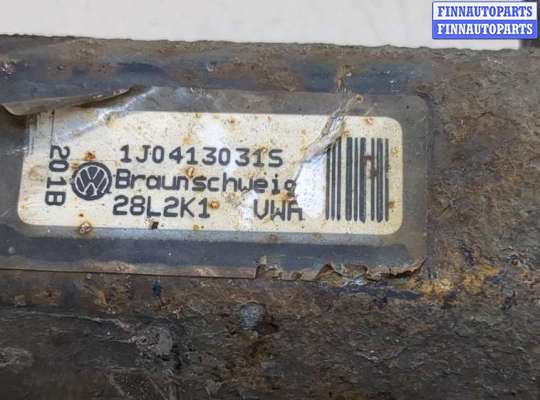 FINNAUTOPARTS
FINNAUTOPARTS
1J0413031S
Braunschweig
28L2K1 VWA
201B